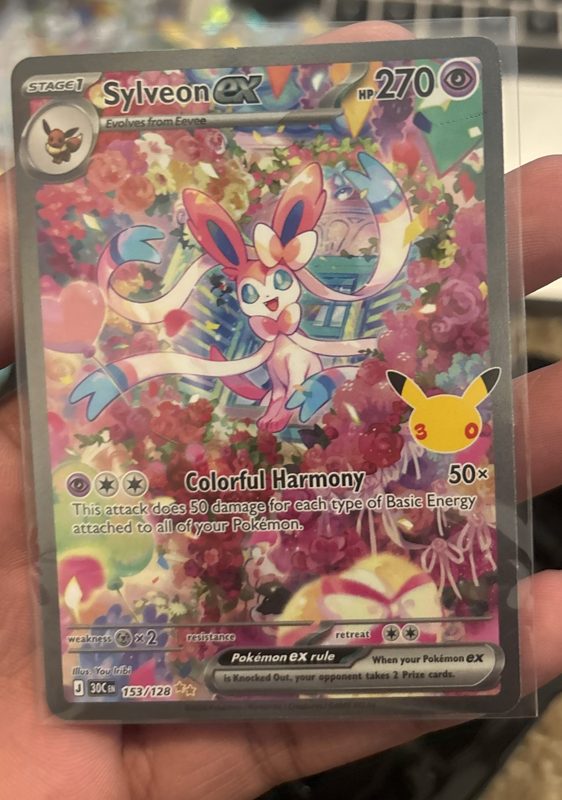 STAGE 1
Sylveon ex
HP 270
Evolves from Eevee
30
Colorful Harmony 50×
This attack does 50 damage for each type of Basic Energy
attached to all of your Pokémon.
weakness ×2 resistance retreat
Pokémon ex rule When your Pokémon ex
is Knocked Out, your opponent takes 2 Prize cards.
Illus. You Iribi
J 30C EN 153/128